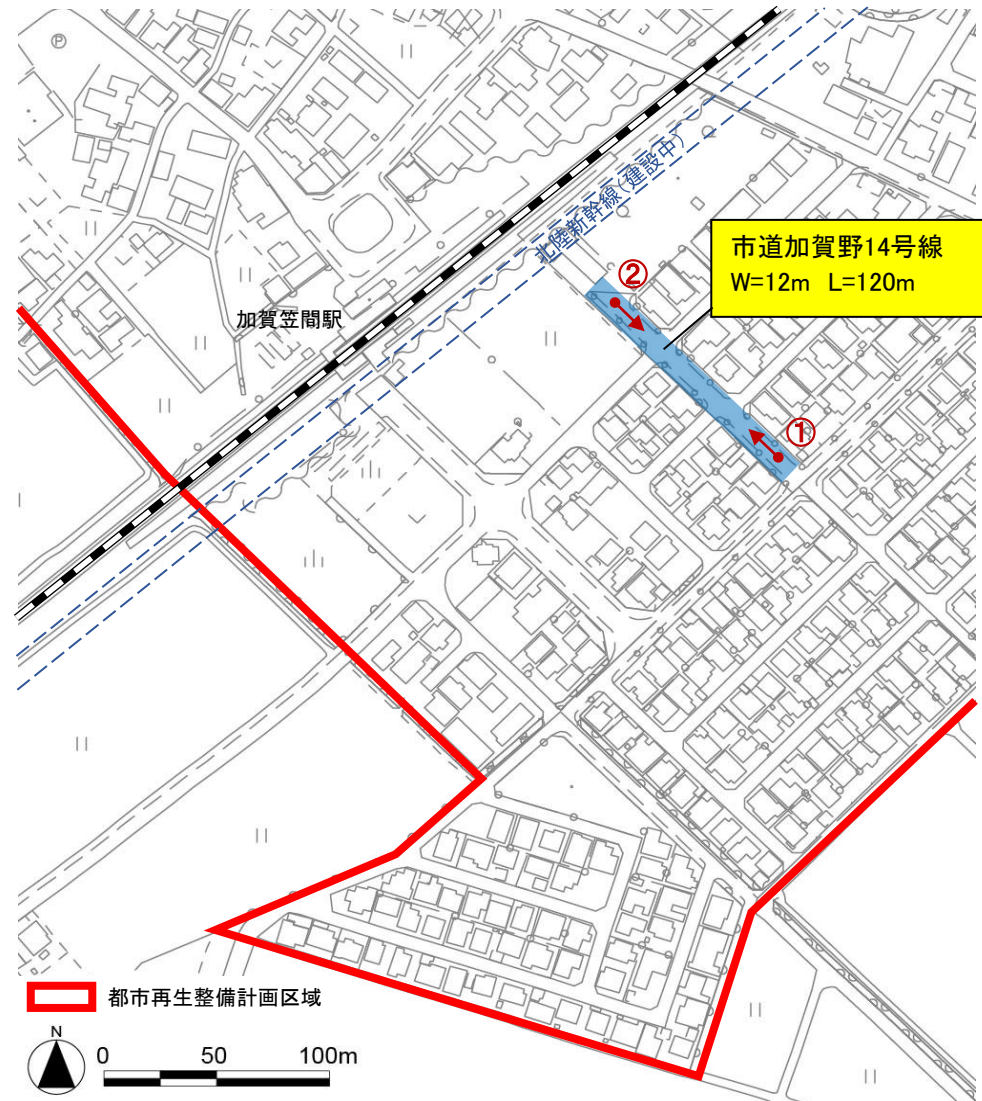 Ⓟ
北陸新幹線(建設中)
市道加賀野14号線
W=12m L=120m
②
加賀笠間駅
①
都市再生整備計画区域
N
0 50 100m